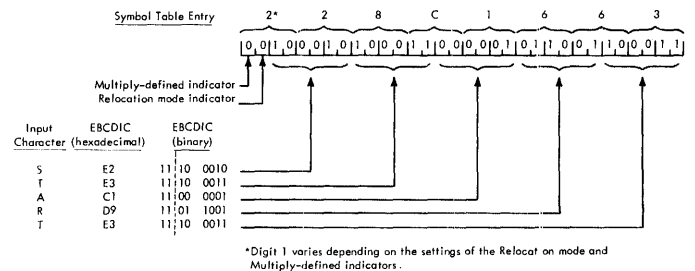 Symbol Table Entry 2* 2 8 C 1 6 6 3
0 0 1 0 0 0 1 0 1 0 0 0 1 1 0 0 0 0 0 1 0 1 1 0 0 1 1 0 0 0 1 1
Multiply-defined indicator
Relocation mode indicator
Input EBCDIC EBCDIC
Character (hexadecimal) (binary)
S E2 11 10 0010
T E3 11 10 0011
A C1 11 00 0001
R D9 11 01 1001
T E3 11 10 0011
*Digit 1 varies depending on the settings of the Relocat on mode and
Multiply-defined indicators.